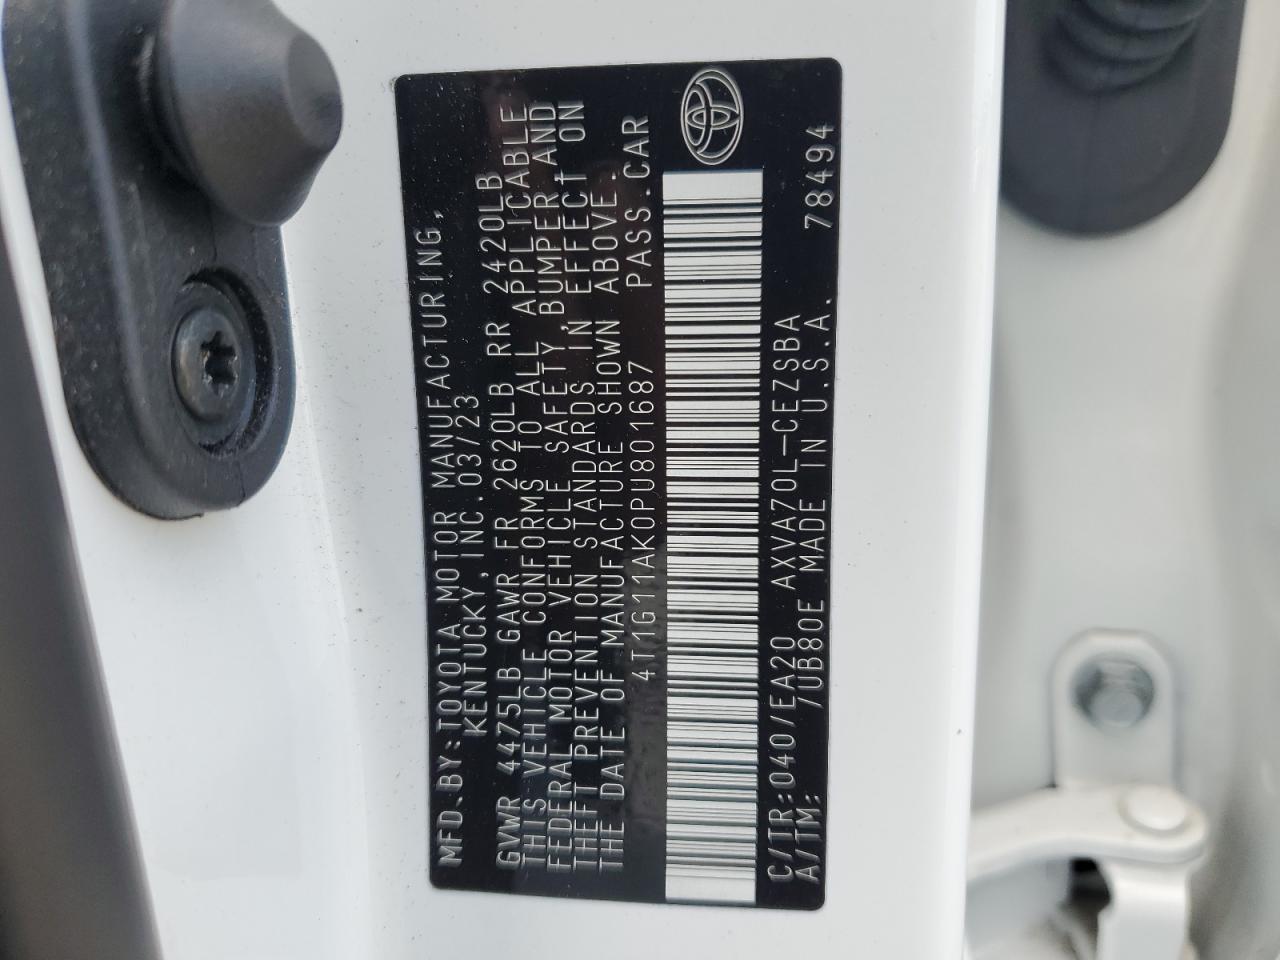 MFD.BY:TOYOTA MOTOR MANUFACTURING,
KENTUCKY,INC.03/23
GVWR 4475LB GAWR FR 2620LB RR 2420LB
THIS VEHICLE CONFORMS TO ALL APPLICABLE
FEDERAL MOTOR VEHICLE SAFETY,BUMPER,AND
THEFT PREVENTION STANDARDS IN EFFECT ON
THE DATE OF MANUFACTURE SHOWN ABOVE.
4T1G11AK0PU801687 PASS.CAR
C/TR:040/EA20 AXVA70L-CEZSBA 78494
A/TM: /UB80E MADE IN U.S.A.